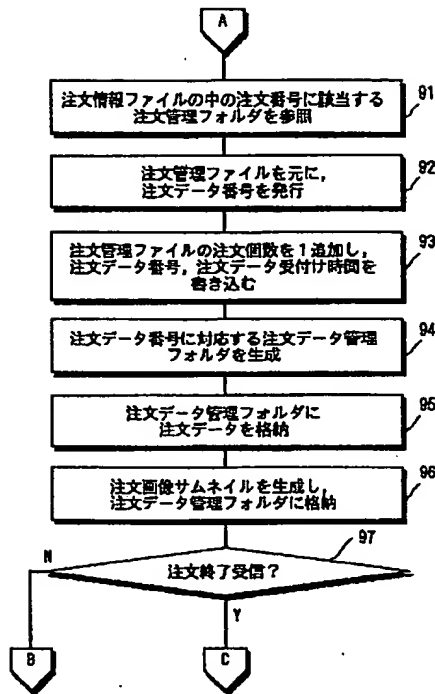 A
91
注文情報ファイルの中の注文番号に該当する
注文管理フォルダを参照
92
注文管理ファイルを元に,
注文データ番号を発行
93
注文管理ファイルの注文個数を1追加し,
注文データ番号,注文データ受付け時間を
書き込む
94
注文データ番号に対応する注文データ管理
フォルダを生成
95
注文データ管理フォルダに
注文データを格納
96
注文画像サムネイルを生成し,
注文データ管理フォルダに格納
97
注文終了受信?
N
Y
B
C